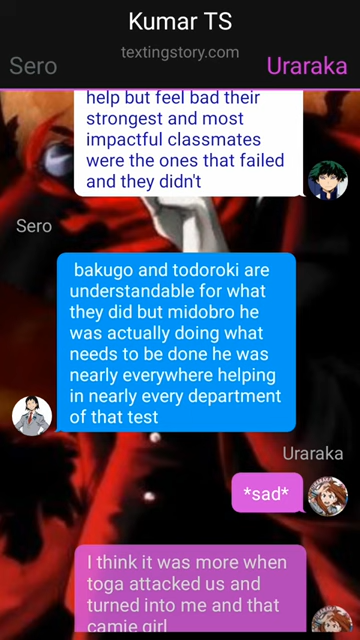 Kumar TS
textingstory.com
Sero
Uraraka
help but feel bad their
strongest and most
impactful classmates
were the ones that failed
and they didn't
Sero
bakugo and todoroki are
understandable for what
they did but midobro he
was actually doing what
needs to be done he was
nearly everywhere helping
in nearly every department
of that test
Uraraka
*sad*
I think it was more when
toga attacked us and
turned into me and that
camie girl